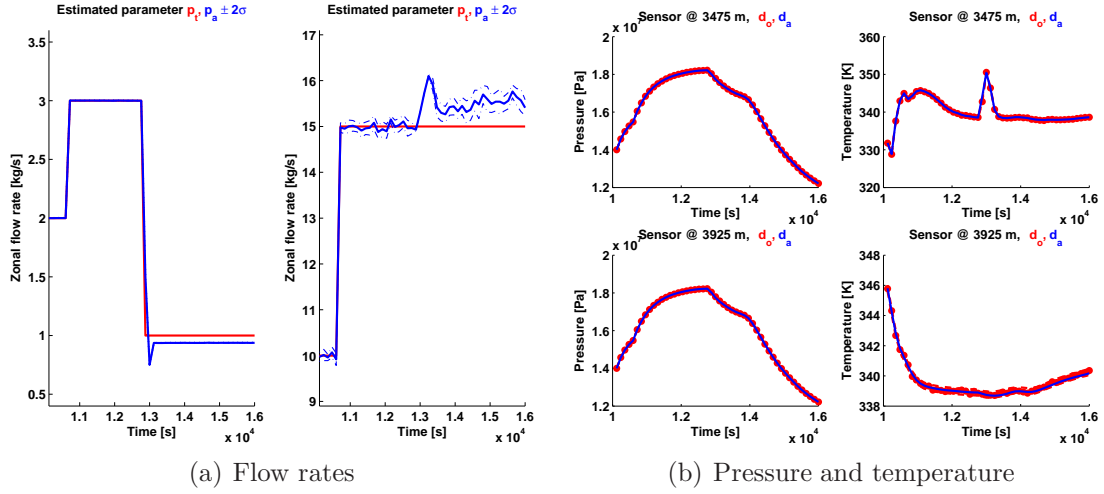 Estimated parameter p_t, p_a ± 2σ
3.5
3
2.5
2
1.5
1
0.5
Zonal flow rate [kg/s]
1.1 1.2 1.3 1.4 1.5 1.6
Time [s]
x 10^4
Estimated parameter p_t, p_a ± 2σ
17
16
15
14
13
12
11
10
9
Zonal flow rate [kg/s]
1.1 1.2 1.3 1.4 1.5 1.6
Time [s]
x 10^4
(a) Flow rates
Sensor @ 3475 m, d_o, d_a
x 10^7
2
1.8
1.6
1.4
1.2
Pressure [Pa]
1 1.2 1.4 1.6
Time [s]
x 10^4
Sensor @ 3475 m, d_o, d_a
360
350
340
330
320
Temperature [K]
1 1.2 1.4 1.6
Time [s]
x 10^4
Sensor @ 3925 m, d_o, d_a
x 10^7
2
1.8
1.6
1.4
1.2
Pressure [Pa]
1 1.2 1.4 1.6
Time [s]
x 10^4
Sensor @ 3925 m, d_o, d_a
348
346
344
342
340
338
Temperature [K]
1 1.2 1.4 1.6
Time [s]
x 10^4
(b) Pressure and temperature